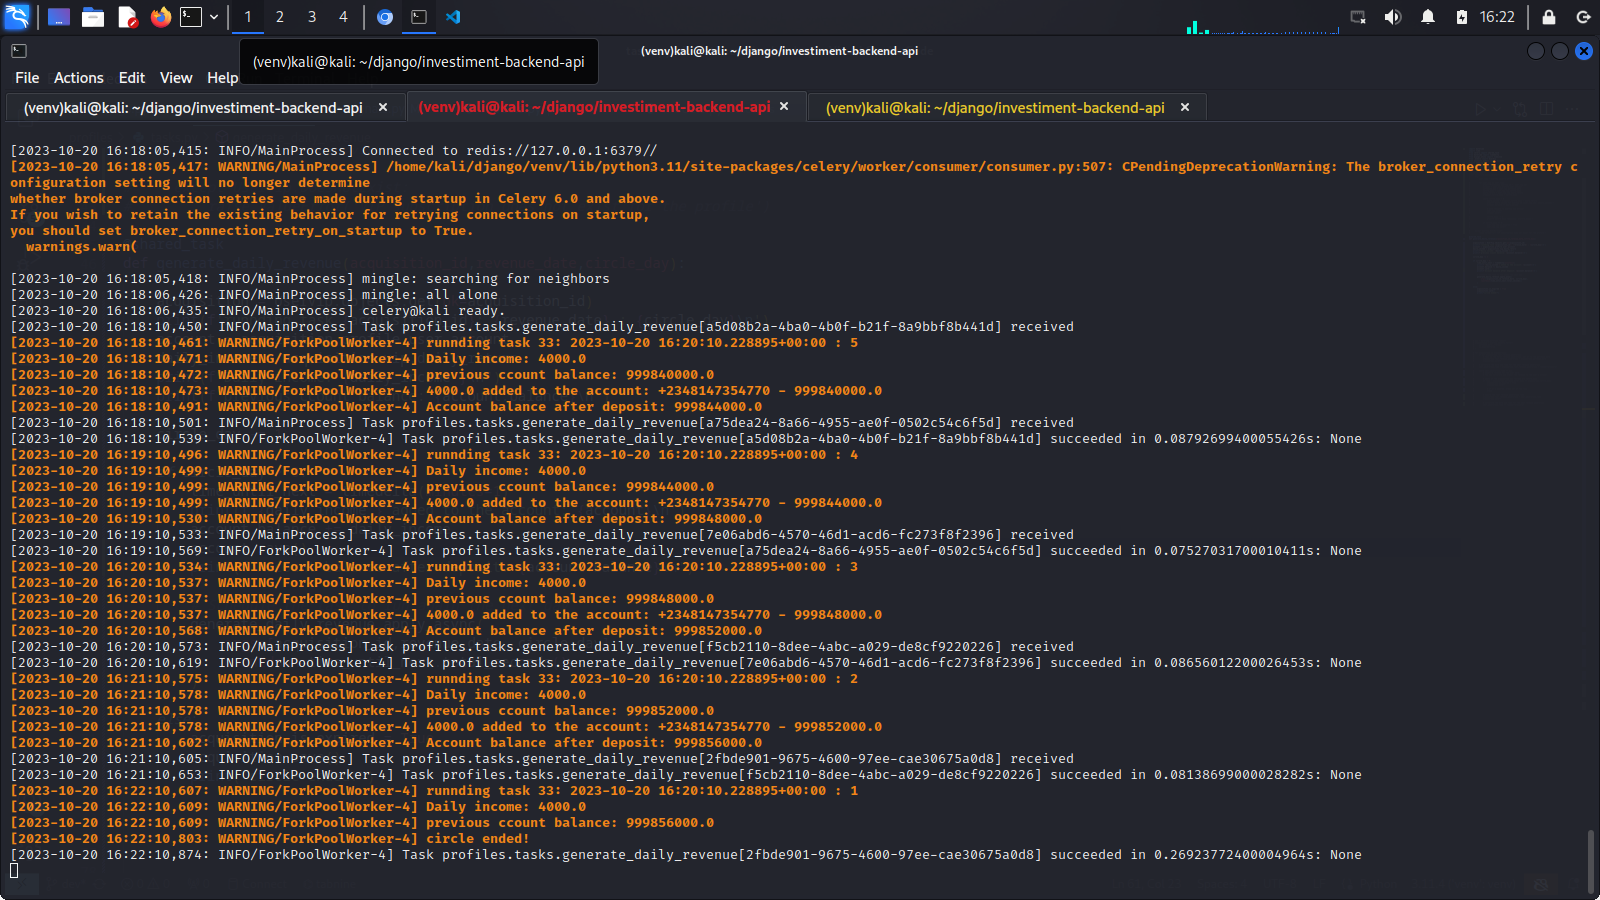 1 2 3 4 16:22
(venv)kali@kali: ~/django/investiment-backend-api
(venv)kali@kali: ~/django/investiment-backend-api
File Actions Edit View Help
(venv)kali@kali: ~/django/investiment-backend-api (venv)kali@kali: ~/django/investiment-backend-api (venv)kali@kali: ~/django/investiment-backend-api
[2023-10-20 16:18:05,415: INFO/MainProcess] Connected to redis://127.0.0.1:6379//
[2023-10-20 16:18:05,417: WARNING/MainProcess] /home/kali/django/venv/lib/python3.11/site-packages/celery/worker/consumer/consumer.py:507: CPendingDeprecationWarning: The broker_connection_retry c
onfiguration setting will no longer determine
whether broker connection retries are made during startup in Celery 6.0 and above.
If you wish to retain the existing behavior for retrying connections on startup,
you should set broker_connection_retry_on_startup to True.
warnings.warn(
[2023-10-20 16:18:05,418: INFO/MainProcess] mingle: searching for neighbors
[2023-10-20 16:18:06,426: INFO/MainProcess] mingle: all alone
[2023-10-20 16:18:06,435: INFO/MainProcess] celery@kali ready.
[2023-10-20 16:18:10,450: INFO/MainProcess] Task profiles.tasks.generate_daily_revenue[a5d08b2a-4ba0-4b0f-b21f-8a9bbf8b441d] received
[2023-10-20 16:18:10,461: WARNING/ForkPoolWorker-4] runnding task 33: 2023-10-20 16:20:10.228895+00:00 : 5
[2023-10-20 16:18:10,471: WARNING/ForkPoolWorker-4] Daily income: 4000.0
[2023-10-20 16:18:10,472: WARNING/ForkPoolWorker-4] previous ccount balance: 999840000.0
[2023-10-20 16:18:10,473: WARNING/ForkPoolWorker-4] 4000.0 added to the account: +2348147354770 - 999840000.0
[2023-10-20 16:18:10,491: WARNING/ForkPoolWorker-4] Account balance after deposit: 999844000.0
[2023-10-20 16:18:10,501: INFO/MainProcess] Task profiles.tasks.generate_daily_revenue[a75dea24-8a66-4955-ae0f-0502c54c6f5d] received
[2023-10-20 16:18:10,539: INFO/ForkPoolWorker-4] Task profiles.tasks.generate_daily_revenue[a5d08b2a-4ba0-4b0f-b21f-8a9bbf8b441d] succeeded in 0.08792699400055426s: None
[2023-10-20 16:19:10,496: WARNING/ForkPoolWorker-4] runnding task 33: 2023-10-20 16:20:10.228895+00:00 : 4
[2023-10-20 16:19:10,499: WARNING/ForkPoolWorker-4] Daily income: 4000.0
[2023-10-20 16:19:10,499: WARNING/ForkPoolWorker-4] previous ccount balance: 999844000.0
[2023-10-20 16:19:10,499: WARNING/ForkPoolWorker-4] 4000.0 added to the account: +2348147354770 - 999844000.0
[2023-10-20 16:19:10,530: WARNING/ForkPoolWorker-4] Account balance after deposit: 999848000.0
[2023-10-20 16:19:10,533: INFO/MainProcess] Task profiles.tasks.generate_daily_revenue[7e06abd6-4570-46d1-acd6-fc273f8f2396] received
[2023-10-20 16:19:10,569: INFO/ForkPoolWorker-4] Task profiles.tasks.generate_daily_revenue[a75dea24-8a66-4955-ae0f-0502c54c6f5d] succeeded in 0.07527031700010411s: None
[2023-10-20 16:20:10,534: WARNING/ForkPoolWorker-4] runnding task 33: 2023-10-20 16:20:10.228895+00:00 : 3
[2023-10-20 16:20:10,537: WARNING/ForkPoolWorker-4] Daily income: 4000.0
[2023-10-20 16:20:10,537: WARNING/ForkPoolWorker-4] previous ccount balance: 999848000.0
[2023-10-20 16:20:10,537: WARNING/ForkPoolWorker-4] 4000.0 added to the account: +2348147354770 - 999848000.0
[2023-10-20 16:20:10,568: WARNING/ForkPoolWorker-4] Account balance after deposit: 999852000.0
[2023-10-20 16:20:10,573: INFO/MainProcess] Task profiles.tasks.generate_daily_revenue[f5cb2110-8dee-4abc-a029-de8cf9220226] received
[2023-10-20 16:20:10,619: INFO/ForkPoolWorker-4] Task profiles.tasks.generate_daily_revenue[7e06abd6-4570-46d1-acd6-fc273f8f2396] succeeded in 0.08656012200026453s: None
[2023-10-20 16:21:10,575: WARNING/ForkPoolWorker-4] runnding task 33: 2023-10-20 16:20:10.228895+00:00 : 2
[2023-10-20 16:21:10,578: WARNING/ForkPoolWorker-4] Daily income: 4000.0
[2023-10-20 16:21:10,578: WARNING/ForkPoolWorker-4] previous ccount balance: 999852000.0
[2023-10-20 16:21:10,578: WARNING/ForkPoolWorker-4] 4000.0 added to the account: +2348147354770 - 999852000.0
[2023-10-20 16:21:10,602: WARNING/ForkPoolWorker-4] Account balance after deposit: 999856000.0
[2023-10-20 16:21:10,605: INFO/MainProcess] Task profiles.tasks.generate_daily_revenue[2fbde901-9675-4600-97ee-cae30675a0d8] received
[2023-10-20 16:21:10,653: INFO/ForkPoolWorker-4] Task profiles.tasks.generate_daily_revenue[f5cb2110-8dee-4abc-a029-de8cf9220226] succeeded in 0.08138699000028282s: None
[2023-10-20 16:22:10,607: WARNING/ForkPoolWorker-4] runnding task 33: 2023-10-20 16:20:10.228895+00:00 : 1
[2023-10-20 16:22:10,609: WARNING/ForkPoolWorker-4] Daily income: 4000.0
[2023-10-20 16:22:10,609: WARNING/ForkPoolWorker-4] previous ccount balance: 999856000.0
[2023-10-20 16:22:10,803: WARNING/ForkPoolWorker-4] circle ended!
[2023-10-20 16:22:10,874: INFO/ForkPoolWorker-4] Task profiles.tasks.generate_daily_revenue[2fbde901-9675-4600-97ee-cae30675a0d8] succeeded in 0.26923772400004964s: None